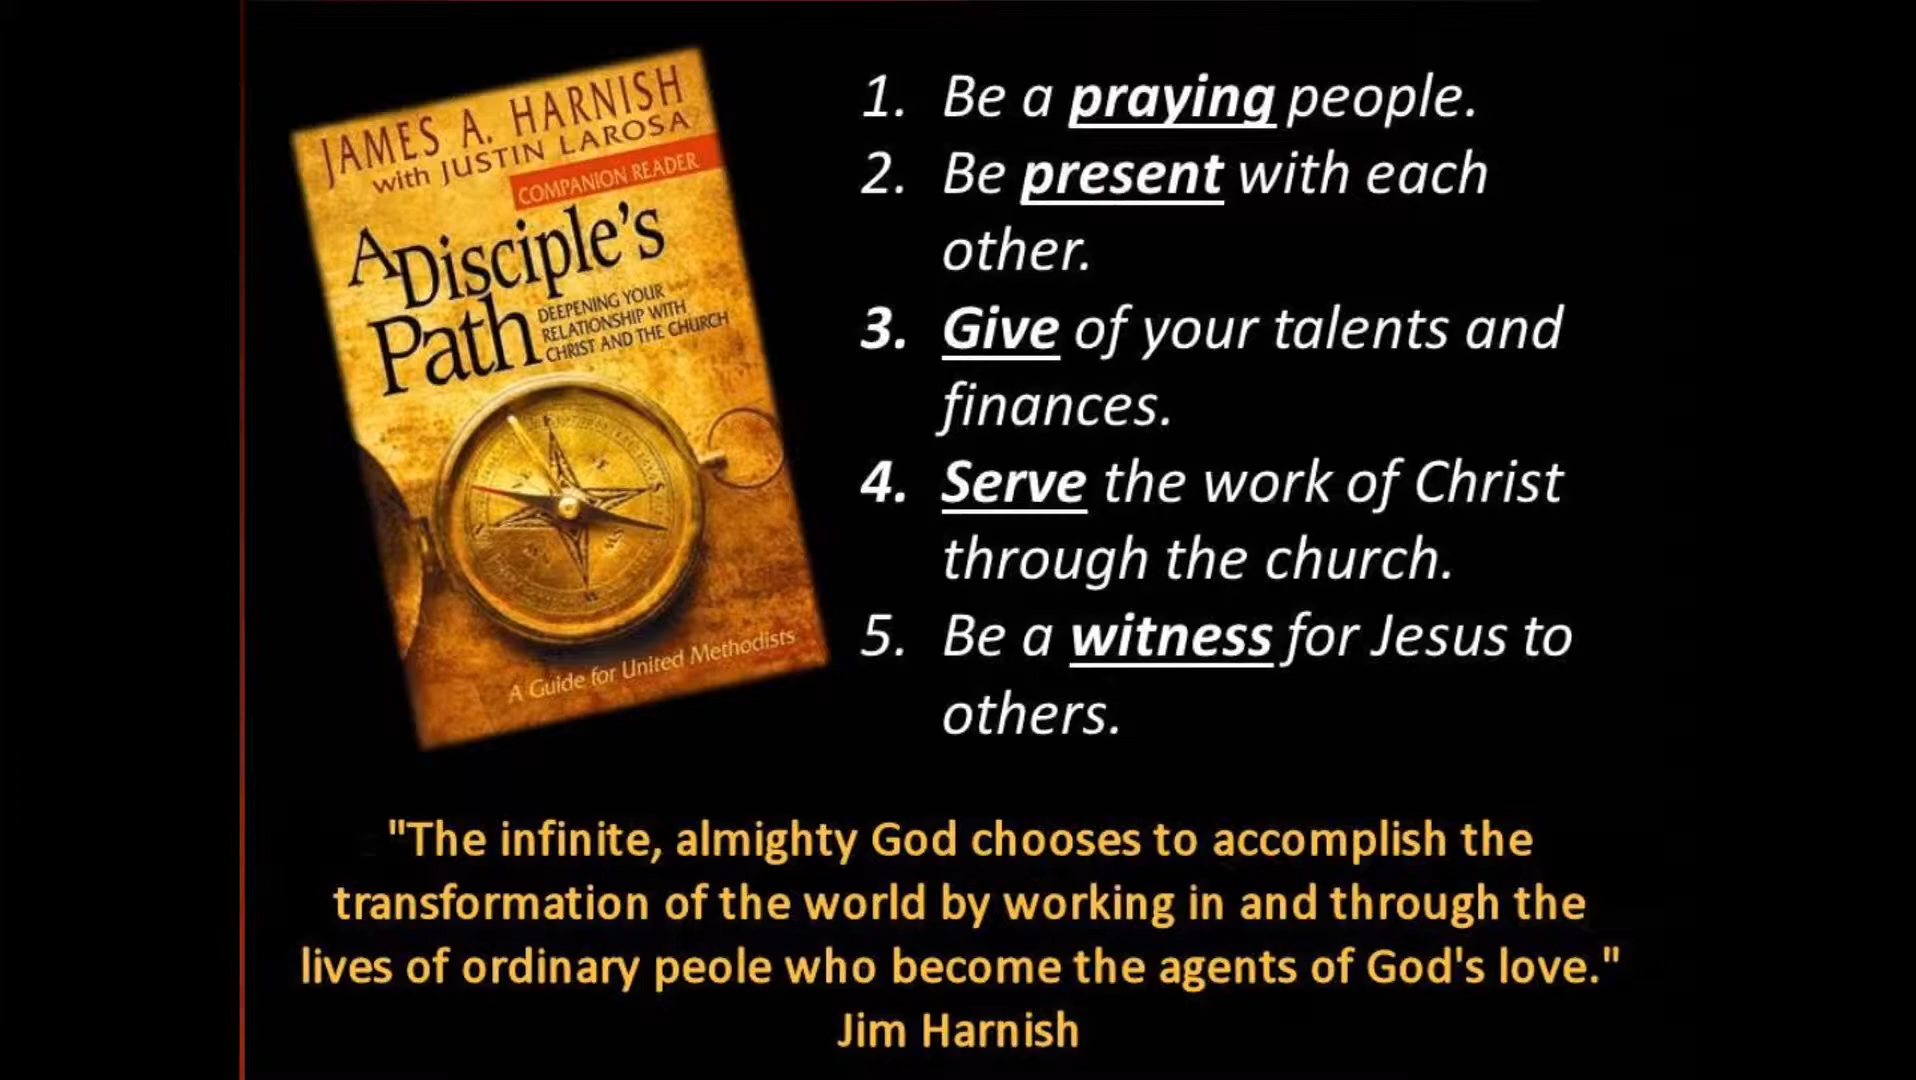 JAMES A. HARNISH
with JUSTIN LAROSA
COMPANION READER
A Disciple's
Path
DEEPENING YOUR
RELATIONSHIP WITH
CHRIST AND THE CHURCH
A Guide for United Methodists
1. Be a praying people.
2. Be present with each
other.
3. Give of your talents and
finances.
4. Serve the work of Christ
through the church.
5. Be a witness for Jesus to
others.
"The infinite, almighty God chooses to accomplish the
transformation of the world by working in and through the
lives of ordinary peole who become the agents of God's love."
Jim Harnish